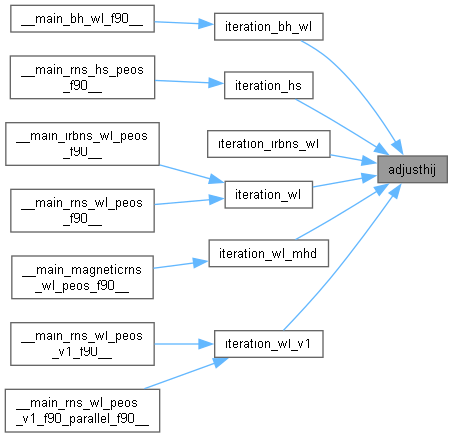 __main_bh_wl_f90__
iteration_bh_wl
__main_rns_hs_peos
_f90__
iteration_hs
__main_irbns_wl_peos
_f90__
iteration_irbns_wl
adjusthij
__main_rns_wl_peos
_f90__
iteration_wl
__main_magneticrns
_wl_peos_f90__
iteration_wl_mhd
__main_rns_wl_peos
_v1_f90__
iteration_wl_v1
__main_rns_wl_peos
_v1_f90_parallel_f90__